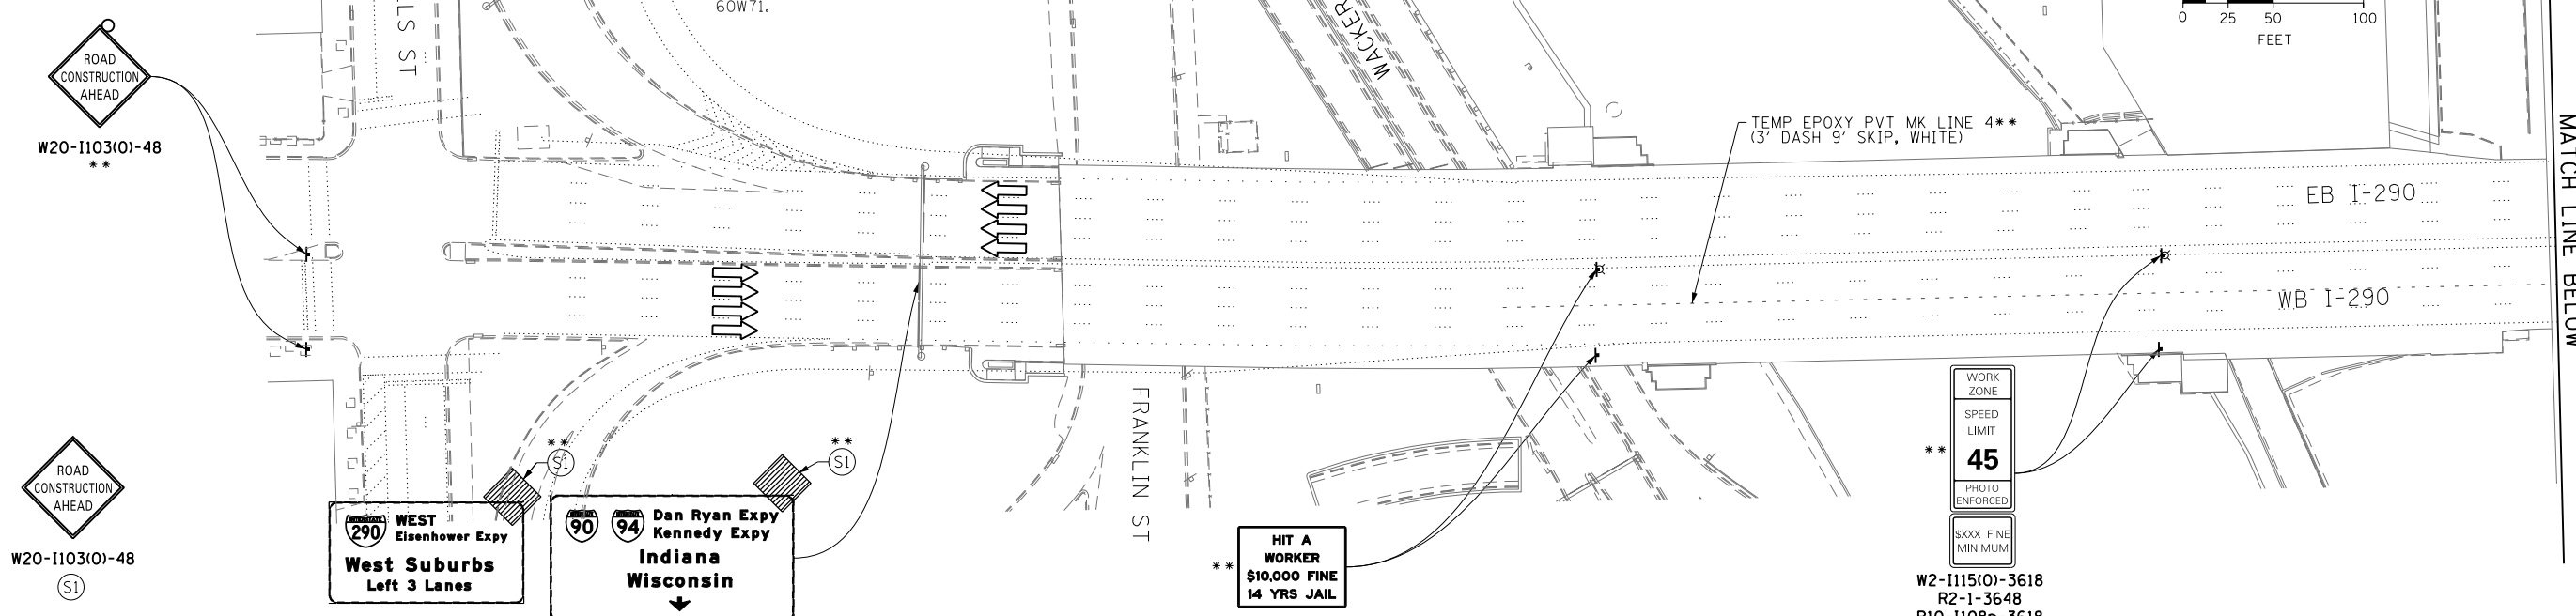 60W71.
LLS ST
WACKER
0 25 50 100
FEET
ROAD
CONSTRUCTION
AHEAD
W20-I103(O)-48
**
TEMP EPOXY PVT MK LINE 4**
(3' DASH 9' SKIP, WHITE)
EB I-290
WB I-290
MATCH LINE BELOW
FRANKLIN ST
ROAD
CONSTRUCTION
AHEAD
W20-I103(O)-48
S1
**
S1
290 WEST
Eisenhower Expy
West Suburbs
Left 3 Lanes
**
S1
90 94 Dan Ryan Expy
Kennedy Expy
Indiana
Wisconsin
**
HIT A
WORKER
$10,000 FINE
14 YRS JAIL
**
WORK
ZONE
SPEED
LIMIT
45
PHOTO
ENFORCED
$XXX FINE
MINIMUM
W2-I115(O)-3618
R2-1-3648
R10-I108p-3618